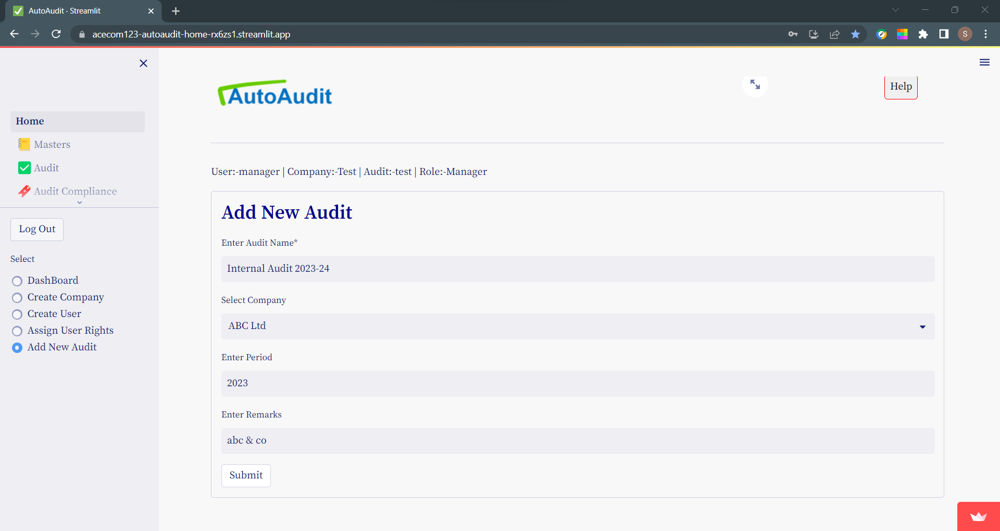 AutoAudit · Streamlit
acecom123-autoaudit-home-rx6zs1.streamlit.app
S
AutoAudit
Help
Home
Masters
Audit
Audit Compliance
Log Out
Select
DashBoard
Create Company
Create User
Assign User Rights
Add New Audit
User:-manager | Company:-Test | Audit:-test | Role:-Manager
Add New Audit
Enter Audit Name*
Internal Audit 2023-24
Select Company
ABC Ltd
Enter Period
2023
Enter Remarks
abc & co
Submit